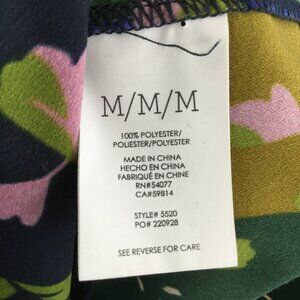 M/M/M
100% POLYESTER/
POLIESTER/POLYESTER
MADE IN CHINA
HECHO EN CHINA
FABRIQUÉ EN CHINE
RN#54077
CA#59814
STYLE# 5520
PO# 220928
SEE REVERSE FOR CARE